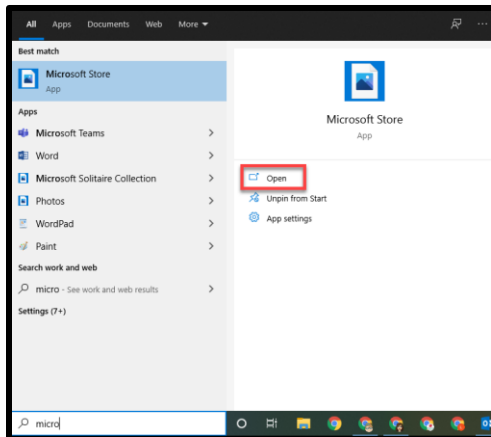 All Apps Documents Web More
Best match
Microsoft Store
App
Apps
Microsoft Teams
Word
Microsoft Solitaire Collection
Photos
WordPad
Paint
Search work and web
micro - See work and web results
Settings (7+)
micro
Microsoft Store
App
Open
Unpin from Start
App settings